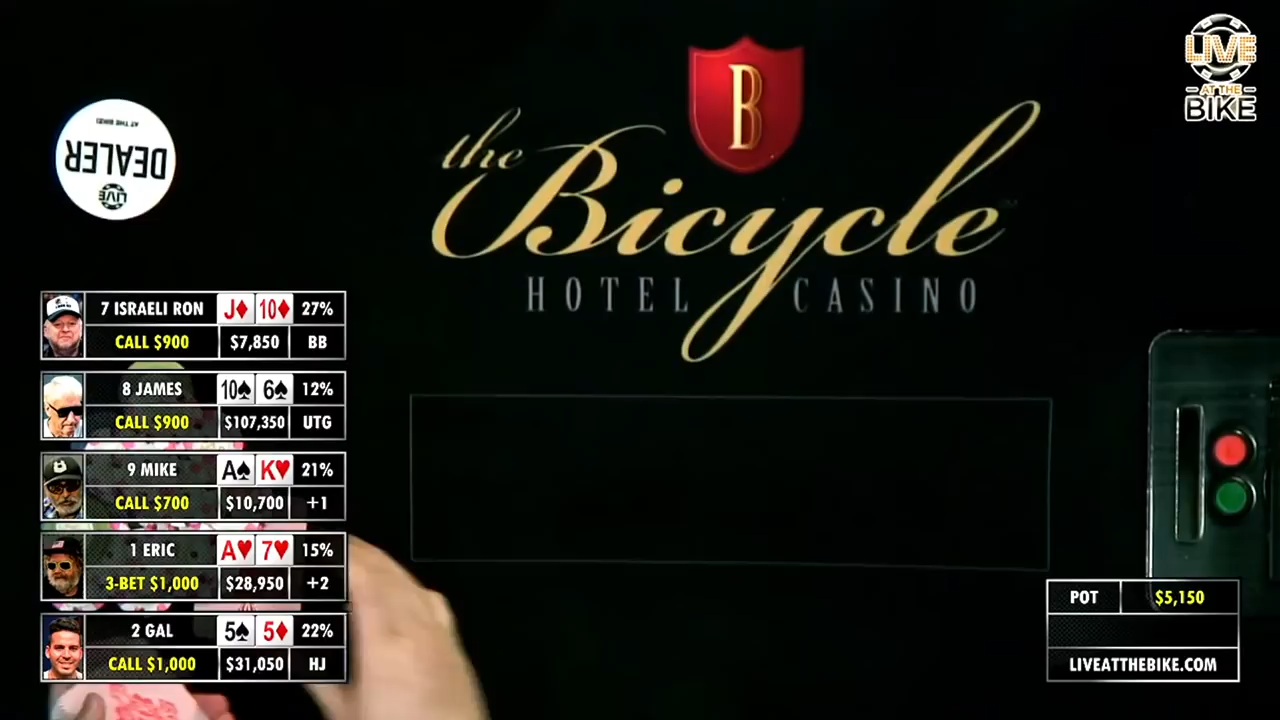 LIVE
AT THE
BIKE
B
the Bicycle
HOTEL CASINO
LIVE
DEALER
AT THE BIKE!
7 ISRAELI RON J♦ 10♦ 27%
CALL $900 $7,850 BB
8 JAMES 10♠ 6♠ 12%
CALL $900 $107,350 UTG
9 MIKE A♠ K♥ 21%
CALL $700 $10,700 +1
1 ERIC A♥ 7♥ 15%
3-BET $1,000 $28,950 +2
2 GAL 5♠ 5♦ 22%
CALL $1,000 $31,050 HJ
POT $5,150
LIVEATTHEBIKE.COM